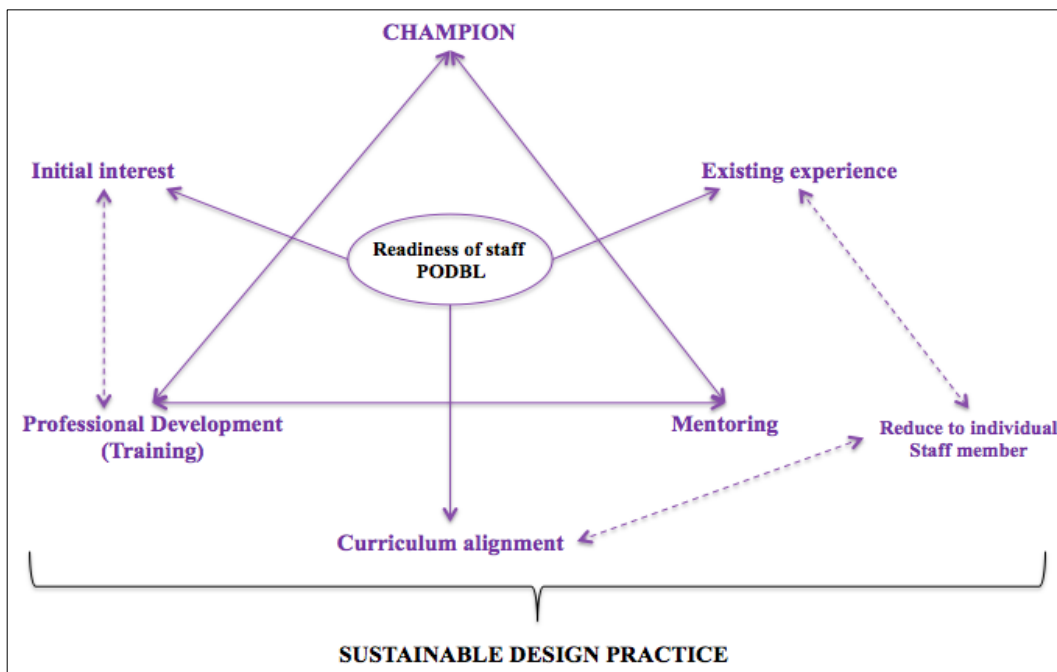 CHAMPION
Initial interest
Existing experience
Readiness of staff
PODBL
Professional Development
(Training)
Mentoring
Reduce to individual
Staff member
Curriculum alignment
SUSTAINABLE DESIGN PRACTICE